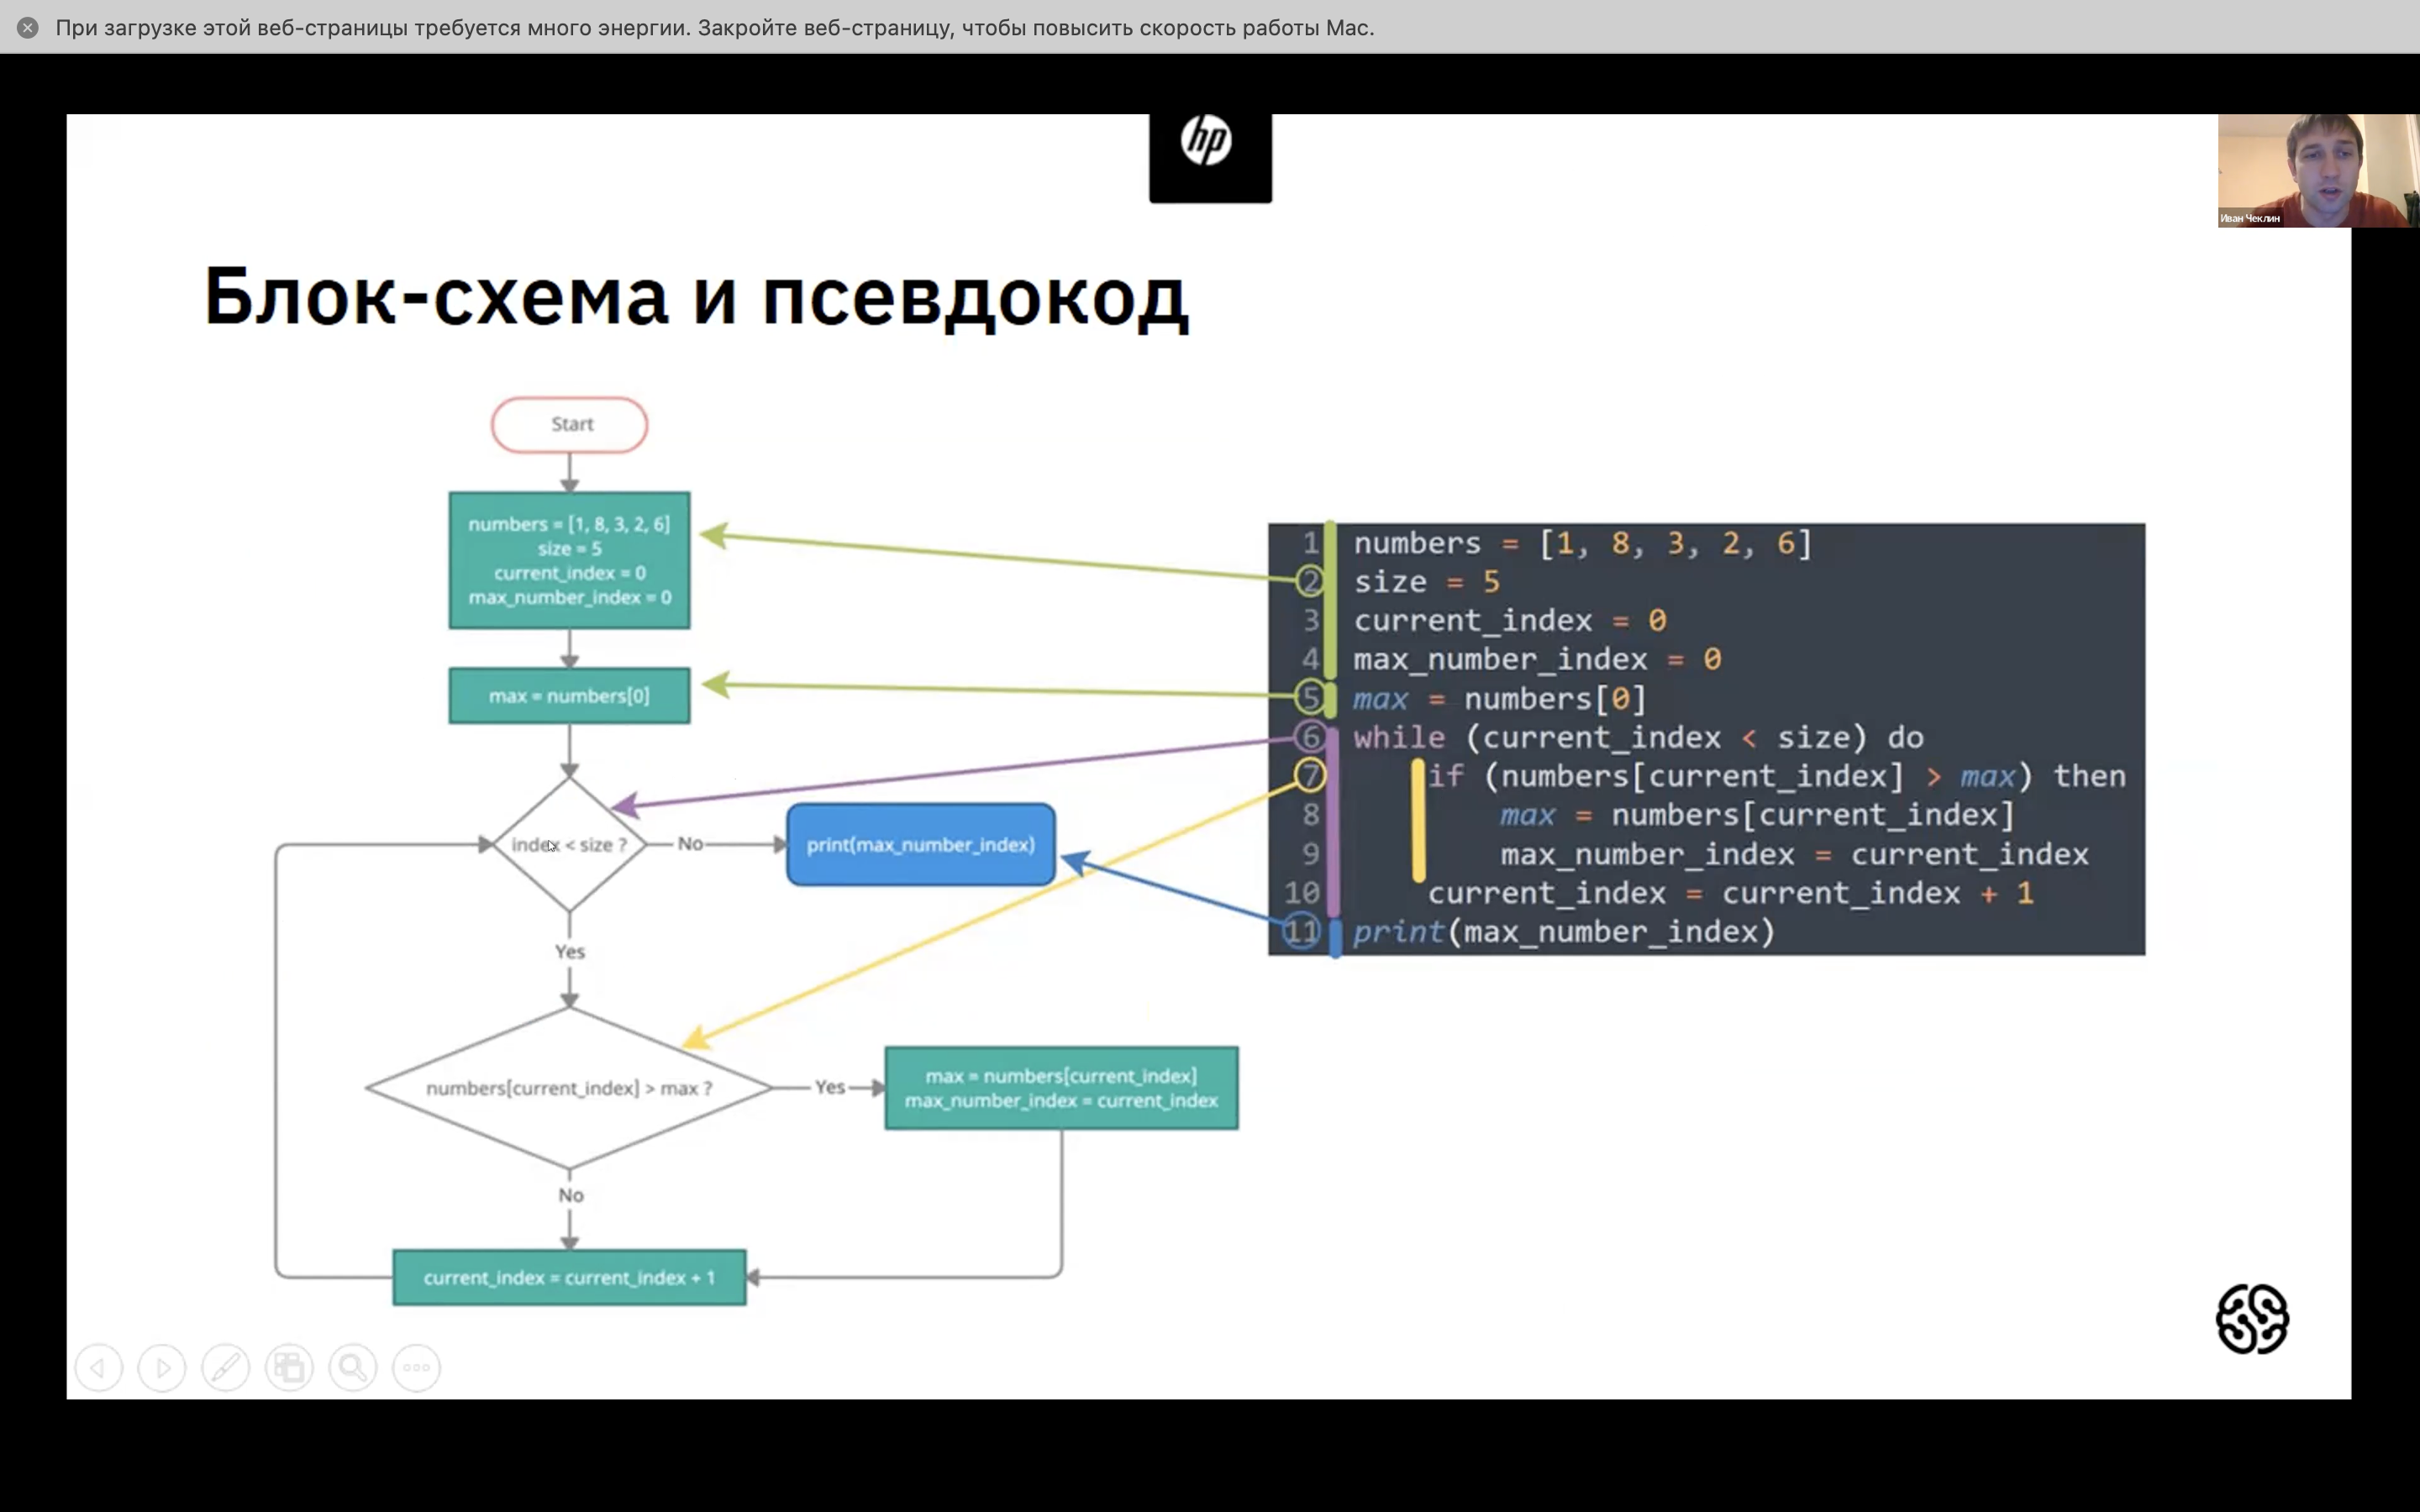 При загрузке этой веб-страницы требуется много энергии. Закройте веб-страницу, чтобы повысить скорость работы Mac.
hp
Иван Чеклин
Блок-схема и псевдокод
Start
numbers = [1, 8, 3, 2, 6]
size = 5
current_index = 0
max_number_index = 0
max = numbers[0]
index < size ?
No
print(max_number_index)
Yes
numbers[current_index] > max ?
Yes
max = numbers[current_index]
max_number_index = current_index
No
current_index = current_index + 1
1 numbers = [1, 8, 3, 2, 6]
2 size = 5
3 current_index = 0
4 max_number_index = 0
5 max = numbers[0]
6 while (current_index < size) do
7 if (numbers[current_index] > max) then
8 max = numbers[current_index]
9 max_number_index = current_index
10 current_index = current_index + 1
11 print(max_number_index)